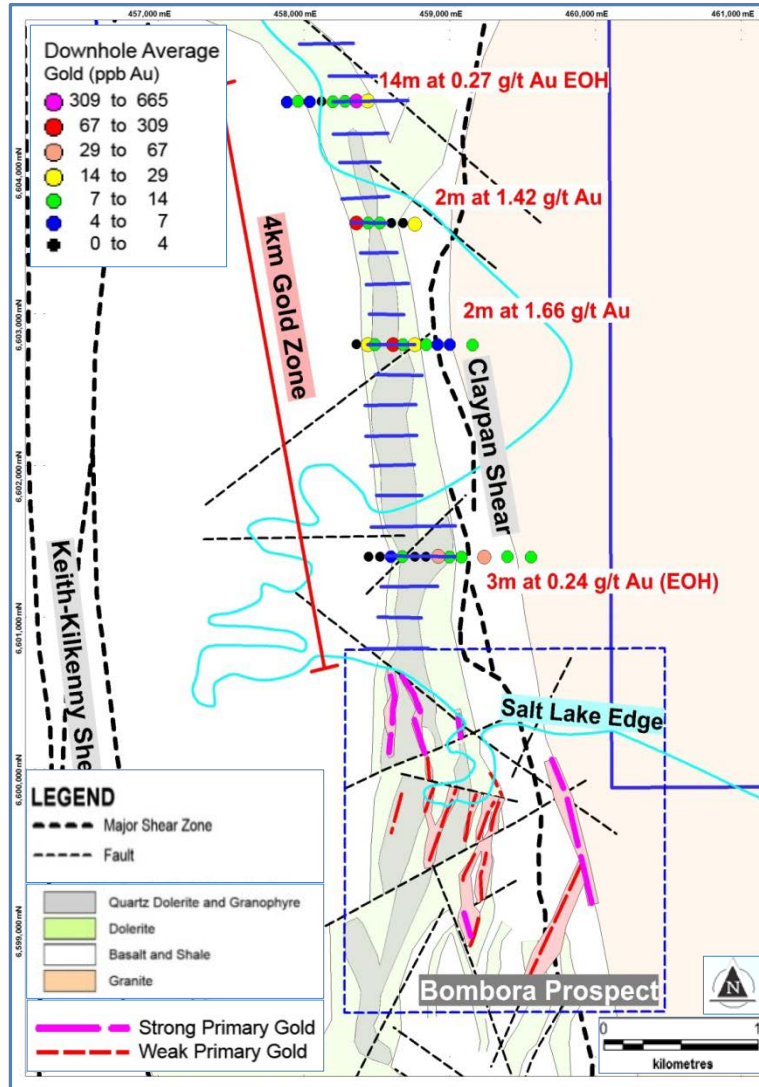 457,000 mE
458,000 mE
459,000 mE
460,000 mE
461,000 mE
Downhole Average
Gold (ppb Au)
309 to 665
67 to 309
29 to 67
14 to 29
7 to 14
4 to 7
0 to 4
14m at 0.27 g/t Au EOH
6,604,000 mN
2m at 1.42 g/t Au
4km Gold Zone
6,603,000 mN
2m at 1.66 g/t Au
Claypan Shear
6,602,000 mN
Keith-Kilkenny She
3m at 0.24 g/t Au (EOH)
6,601,000 mN
Salt Lake Edge
6,600,000 mN
LEGEND
Major Shear Zone
Fault
Quartz Dolerite and Granophyre
Dolerite
Basalt and Shale
Granite
6,599,000 mN
Bombora Prospect
N
Strong Primary Gold
Weak Primary Gold
0
1
kilometres